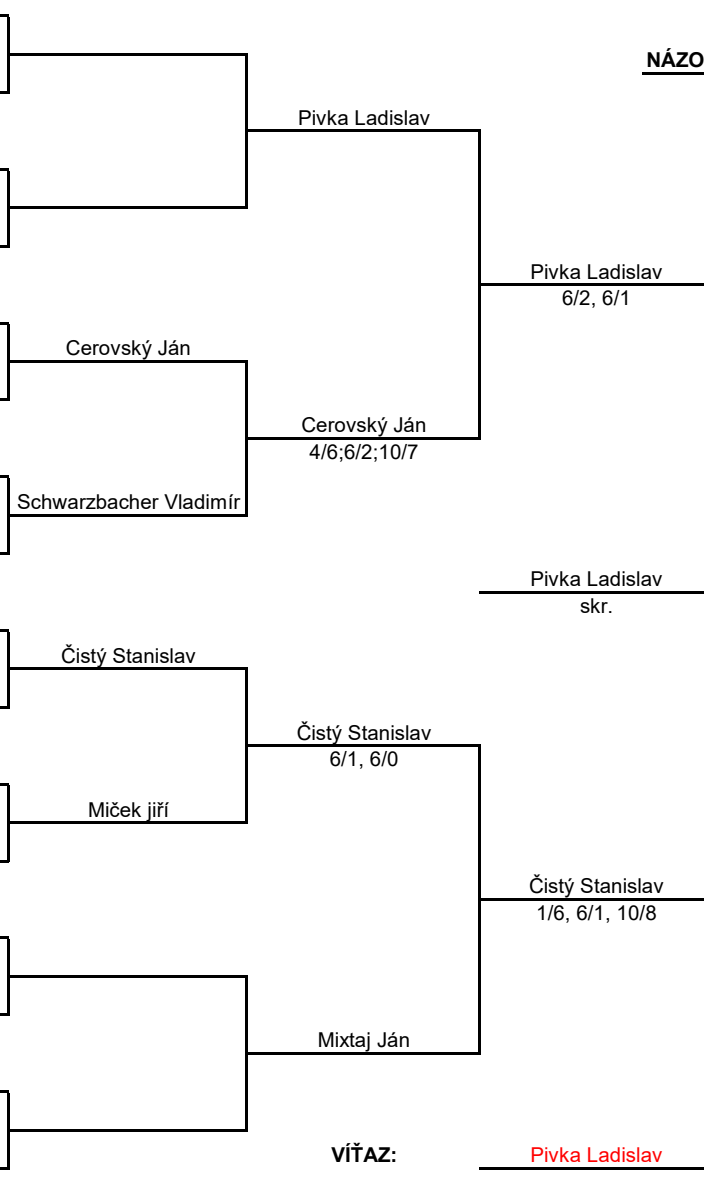 NÁZO
Pivka Ladislav
Pivka Ladislav
6/2, 6/1
Cerovský Ján
Cerovský Ján
4/6;6/2;10/7
Schwarzbacher Vladimír
Pivka Ladislav
skr.
Čistý Stanislav
Čistý Stanislav
6/1, 6/0
Miček jiří
Čistý Stanislav
1/6, 6/1, 10/8
Mixtaj Ján
VÍŤAZ:
Pivka Ladislav